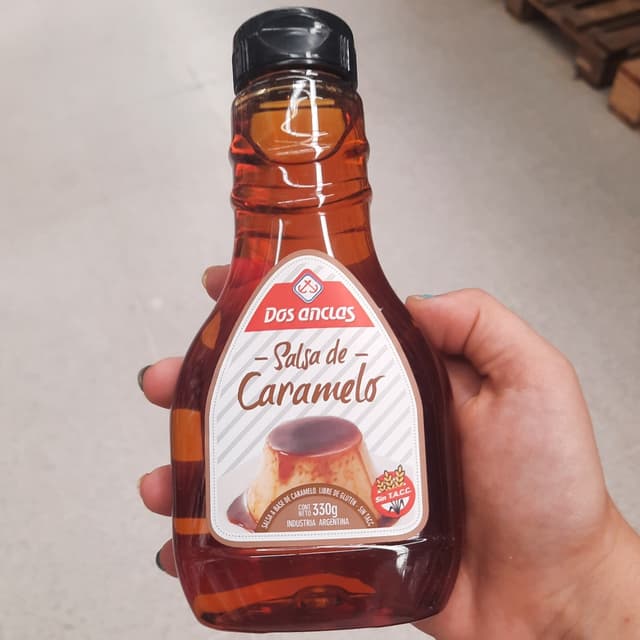 Dos anclas
- Salsa de -
Caramelo
SALSA A BASE DE CARAMELO LIBRE DE GLUTEN - SIN TACC
CONT.
NETO 330g
INDUSTRIA ARGENTINA
Sin T.A.C.C.